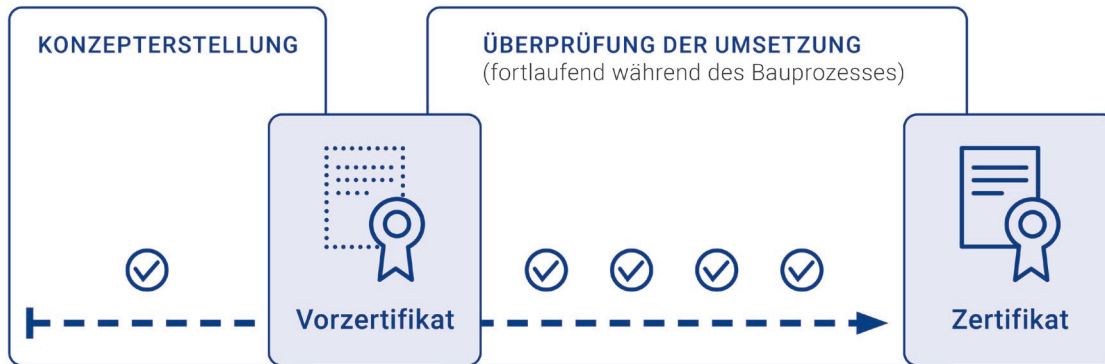 KONZEPTERSTELLUNG
ÜBERPRÜFUNG DER UMSETZUNG
(fortlaufend während des Bauprozesses)
Vorzertifikat
Zertifikat